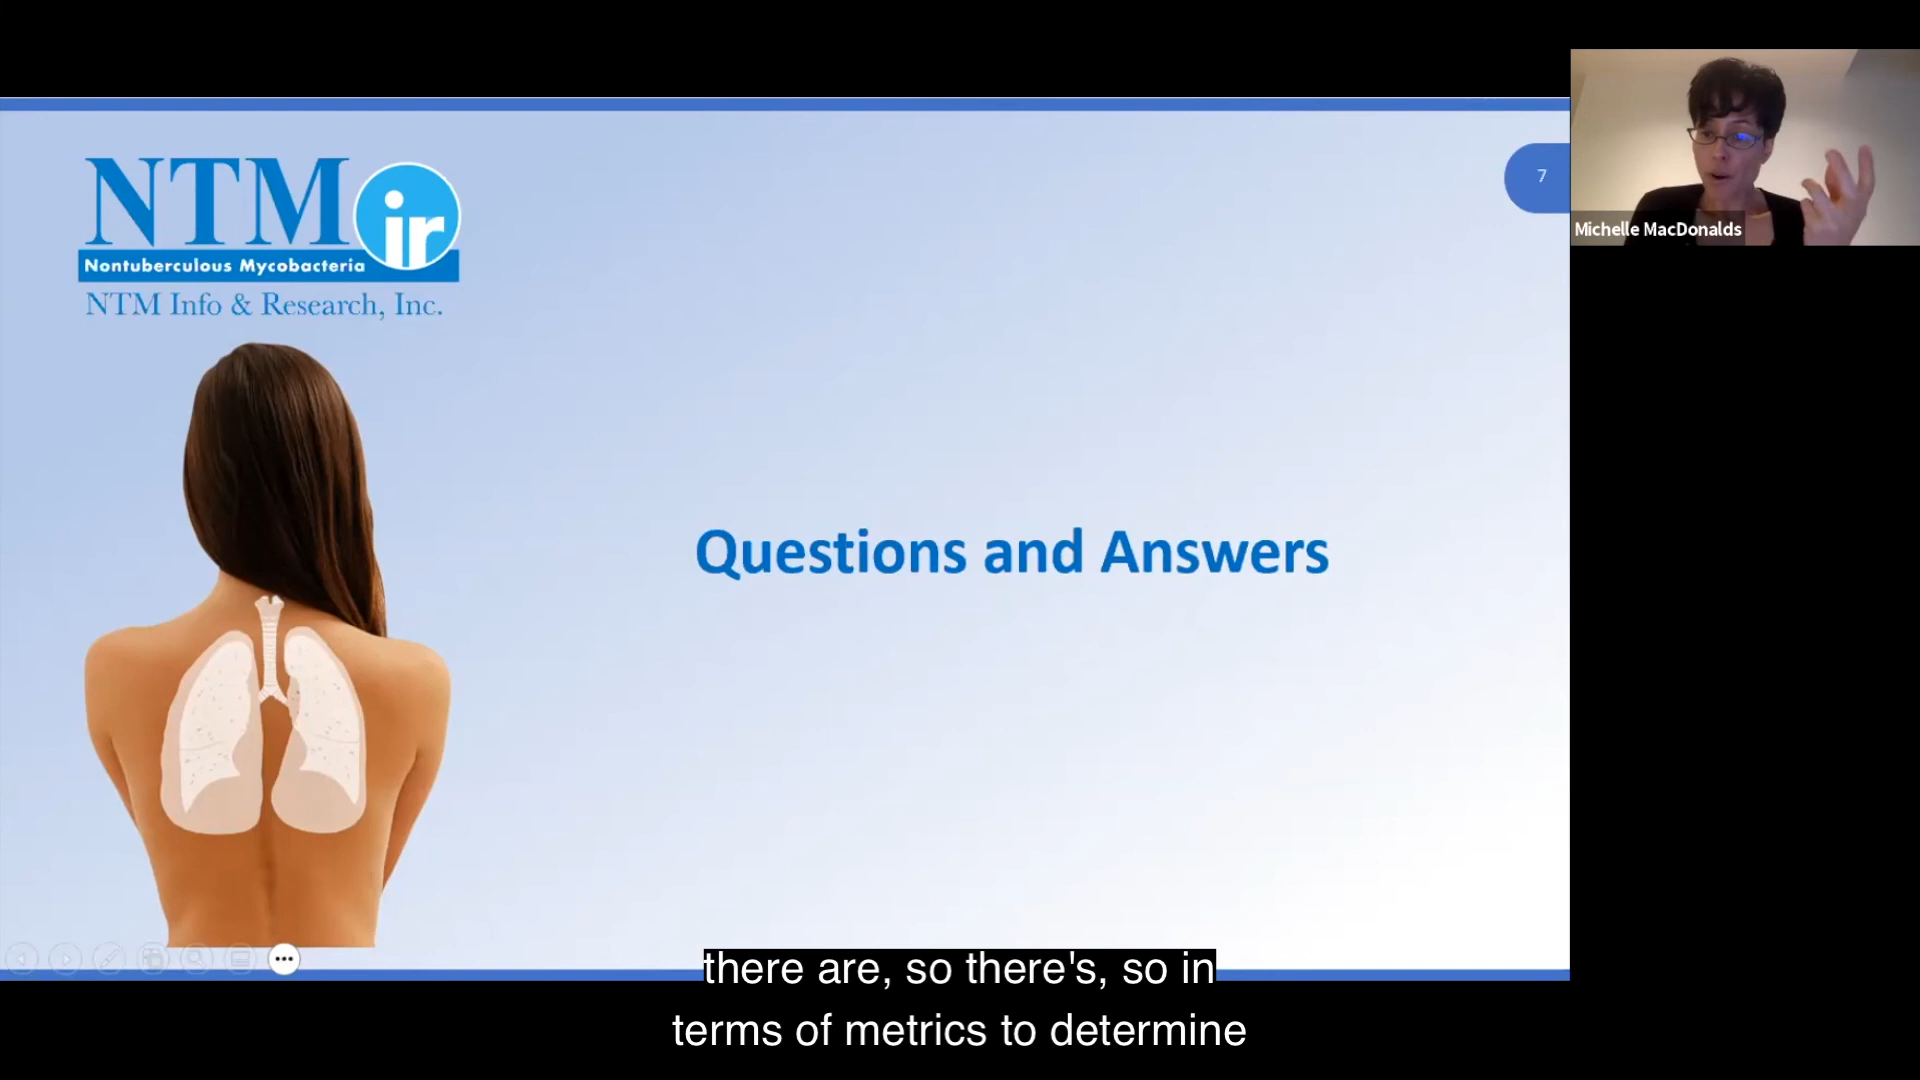 NTM
ir
Nontuberculous Mycobacteria
NTM Info & Research, Inc.
7
Michelle MacDonalds
Questions and Answers
there are, so there's, so in
terms of metrics to determine